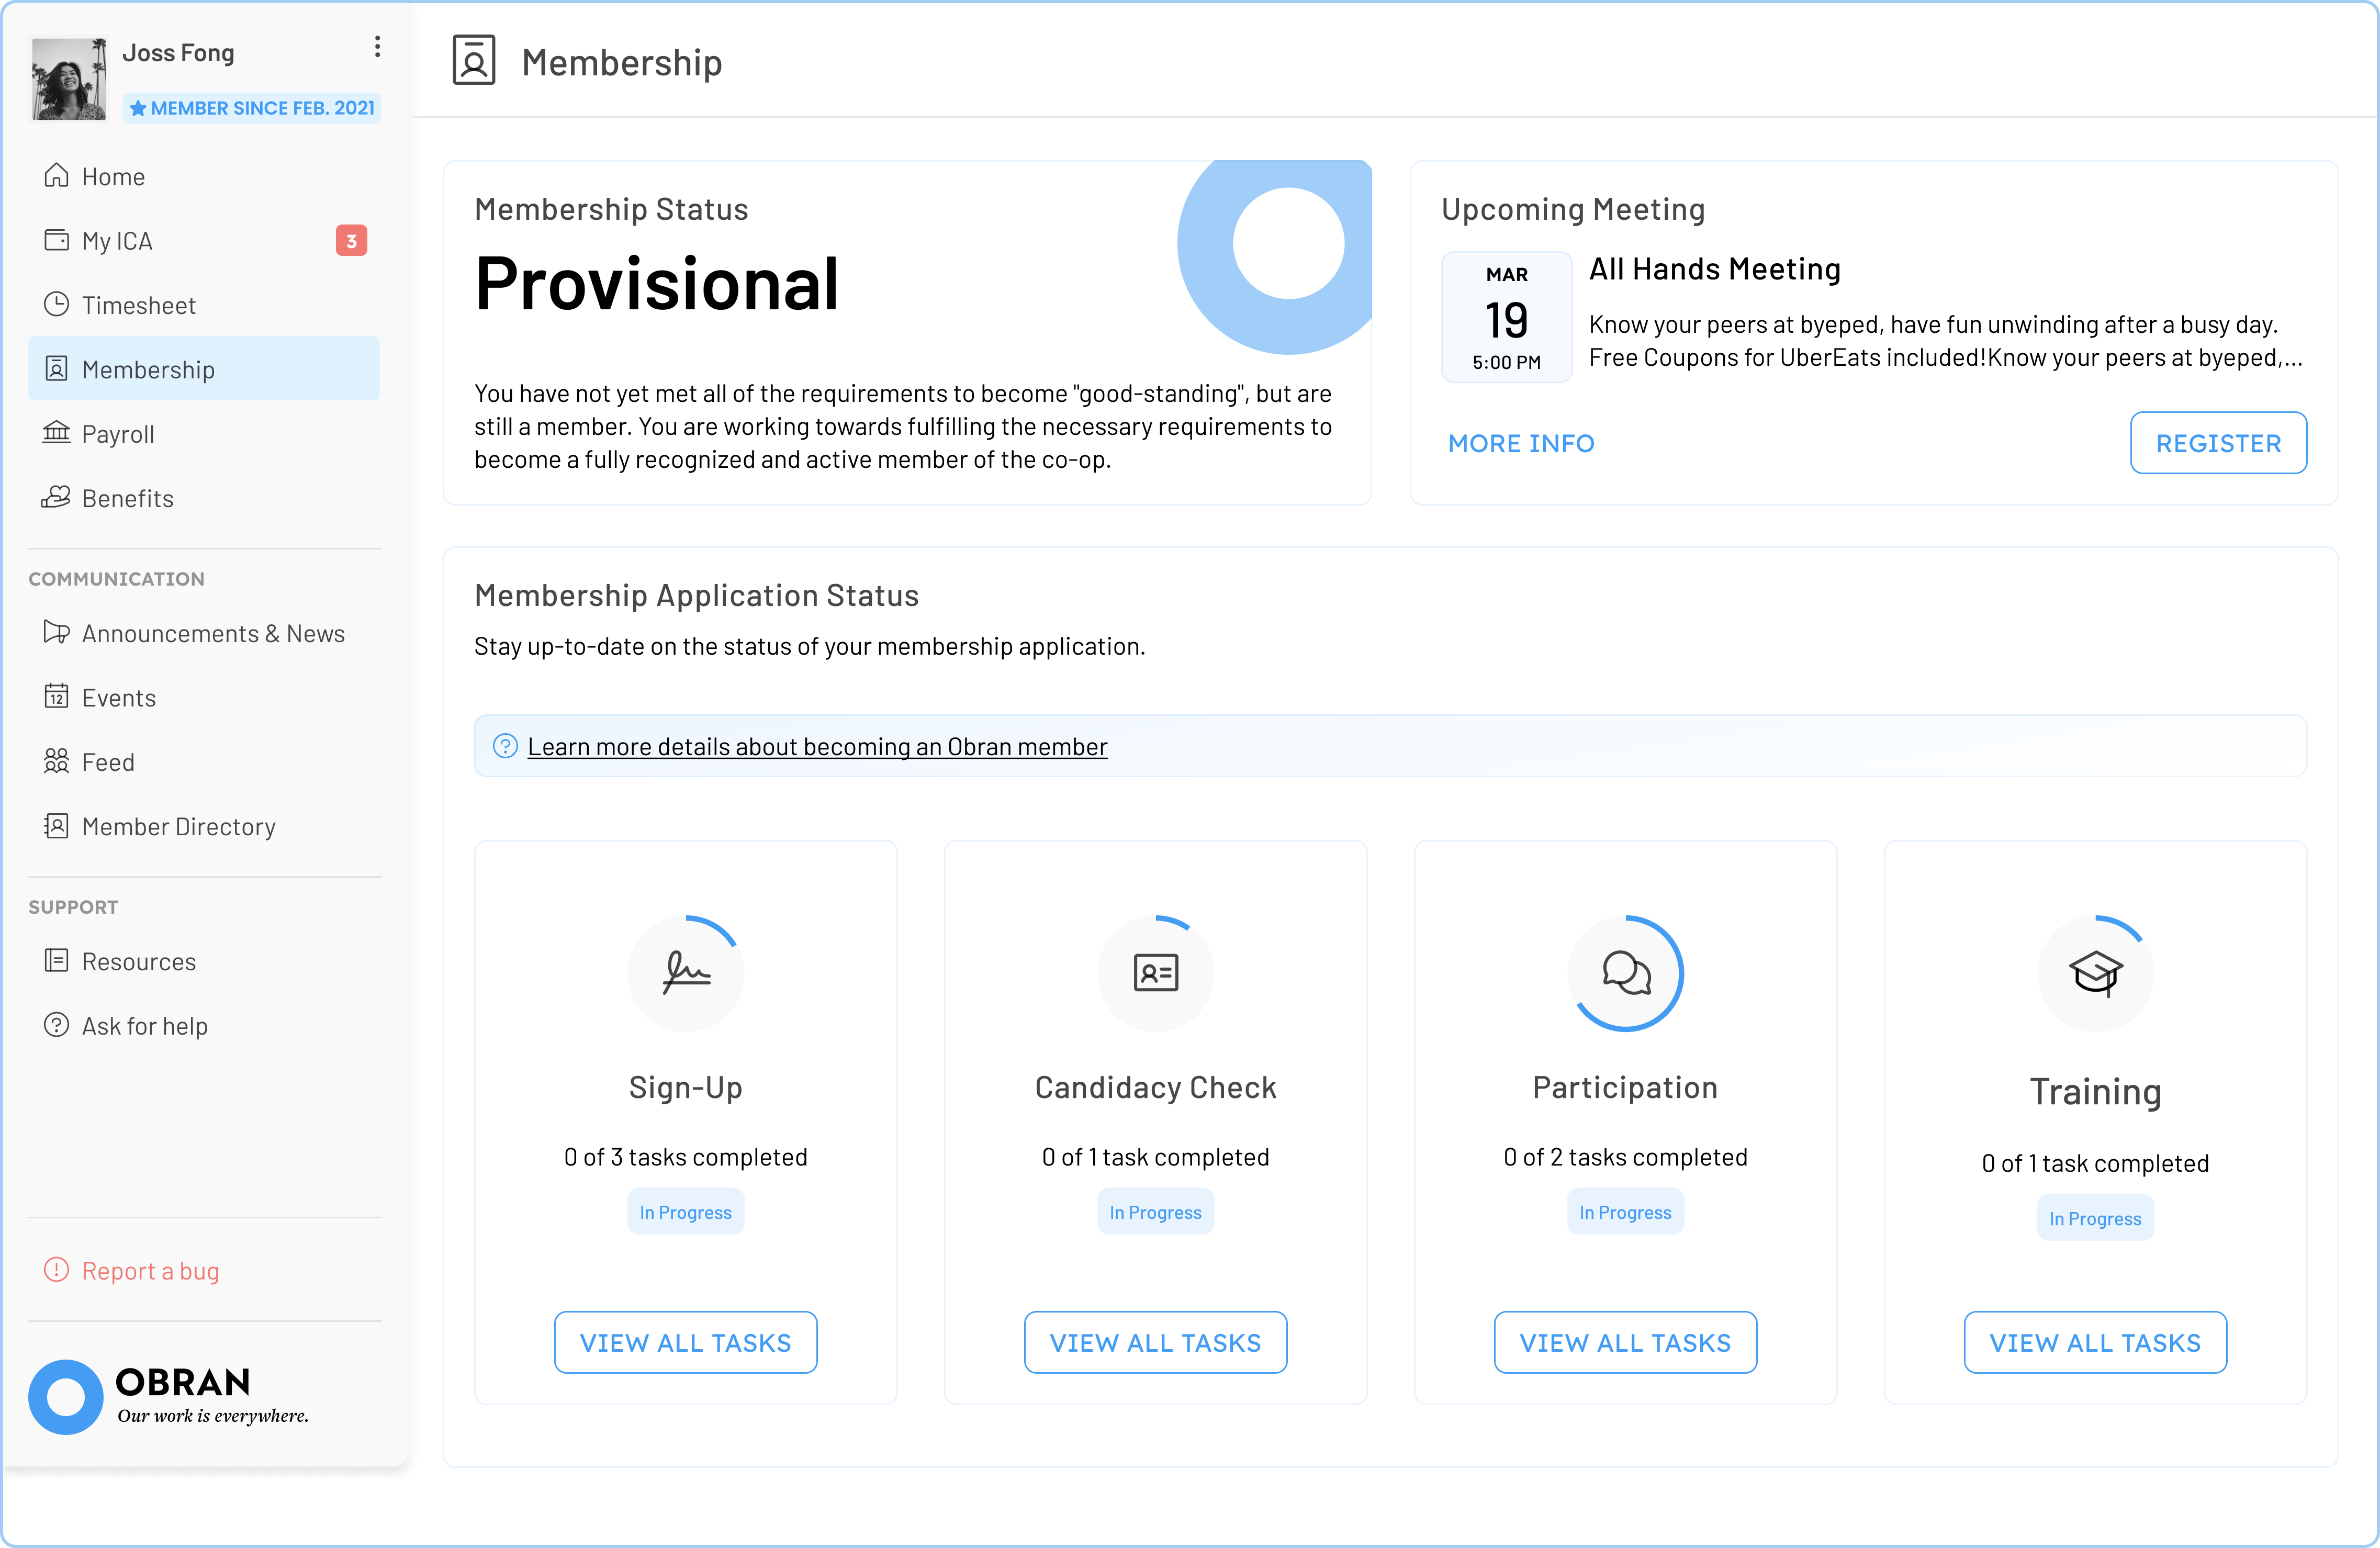 Joss Fong
MEMBER SINCE FEB. 2021
Home
My ICA
3
Timesheet
Membership
Payroll
Benefits
COMMUNICATION
Announcements & News
12
Events
Feed
Member Directory
SUPPORT
Resources
Ask for help
Report a bug
OBRAN
Our work is everywhere.
Membership
Membership Status
Provisional
You have not yet met all of the requirements to become "good-standing", but are
still a member. You are working towards fulfilling the necessary requirements to
become a fully recognized and active member of the co-op.
Upcoming Meeting
MAR
19
5:00 PM
All Hands Meeting
Know your peers at byeped, have fun unwinding after a busy day.
Free Coupons for UberEats included!Know your peers at byeped,...
MORE INFO
REGISTER
Membership Application Status
Stay up-to-date on the status of your membership application.
Learn more details about becoming an Obran member
Sign-Up
0 of 3 tasks completed
In Progress
VIEW ALL TASKS
Candidacy Check
0 of 1 task completed
In Progress
VIEW ALL TASKS
Participation
0 of 2 tasks completed
In Progress
VIEW ALL TASKS
Training
0 of 1 task completed
In Progress
VIEW ALL TASKS